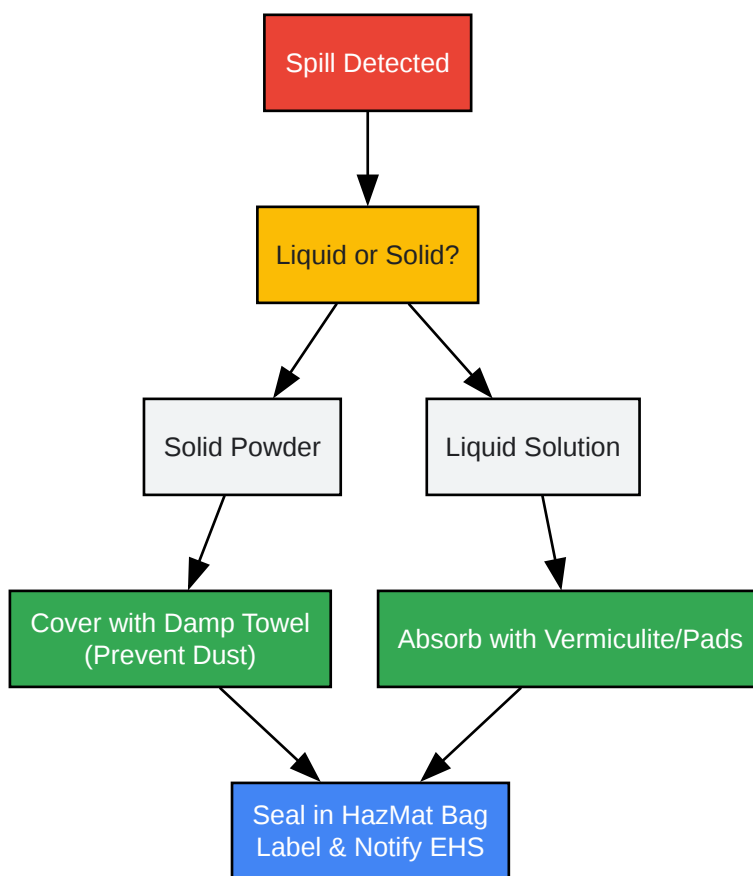 Spill Detected
Liquid or Solid?
Solid Powder
Liquid Solution
Cover with Damp Towel
(Prevent Dust)
Absorb with Vermiculite/Pads
Seal in HazMat Bag
Label & Notify EHS